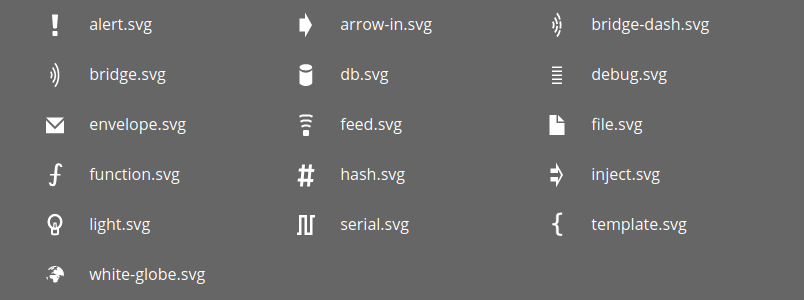 alert.svg arrow-in.svg bridge-dash.svg
bridge.svg db.svg debug.svg
envelope.svg feed.svg file.svg
function.svg hash.svg inject.svg
light.svg serial.svg template.svg
white-globe.svg